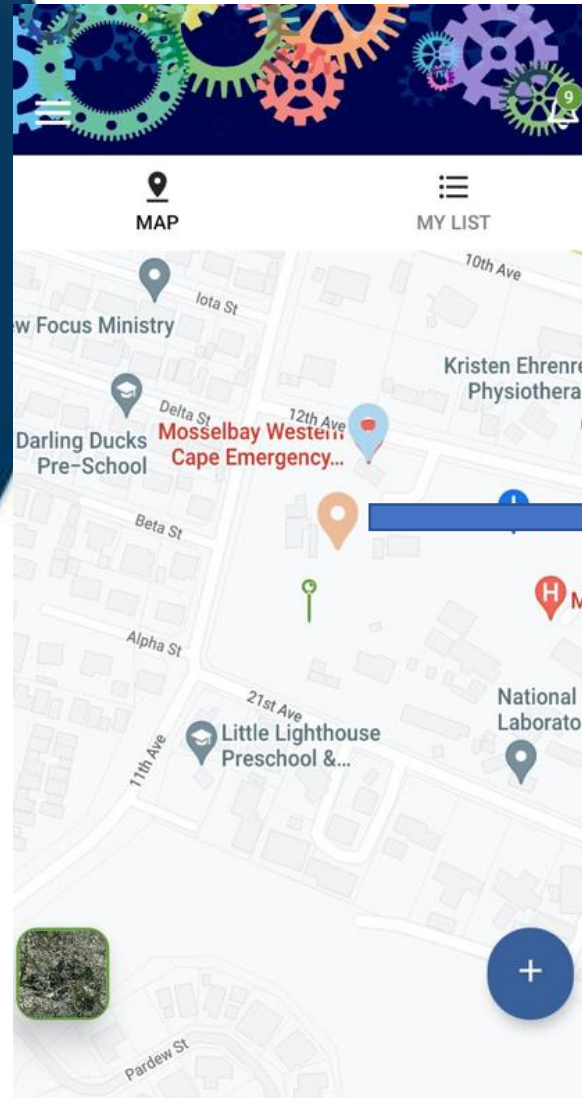 9
MAP
MY LIST
10th Ave
Iota St
w Focus Ministry
Kristen Ehrenre
Physiothera
Delta St
12th Ave
Darling Ducks
Pre-School
Mosselbay Western
Cape Emergency...
Beta St
H
M
Alpha St
21st Ave
National
Laborato
Little Lighthouse
Preschool &...
11th Ave
+
Pardew St